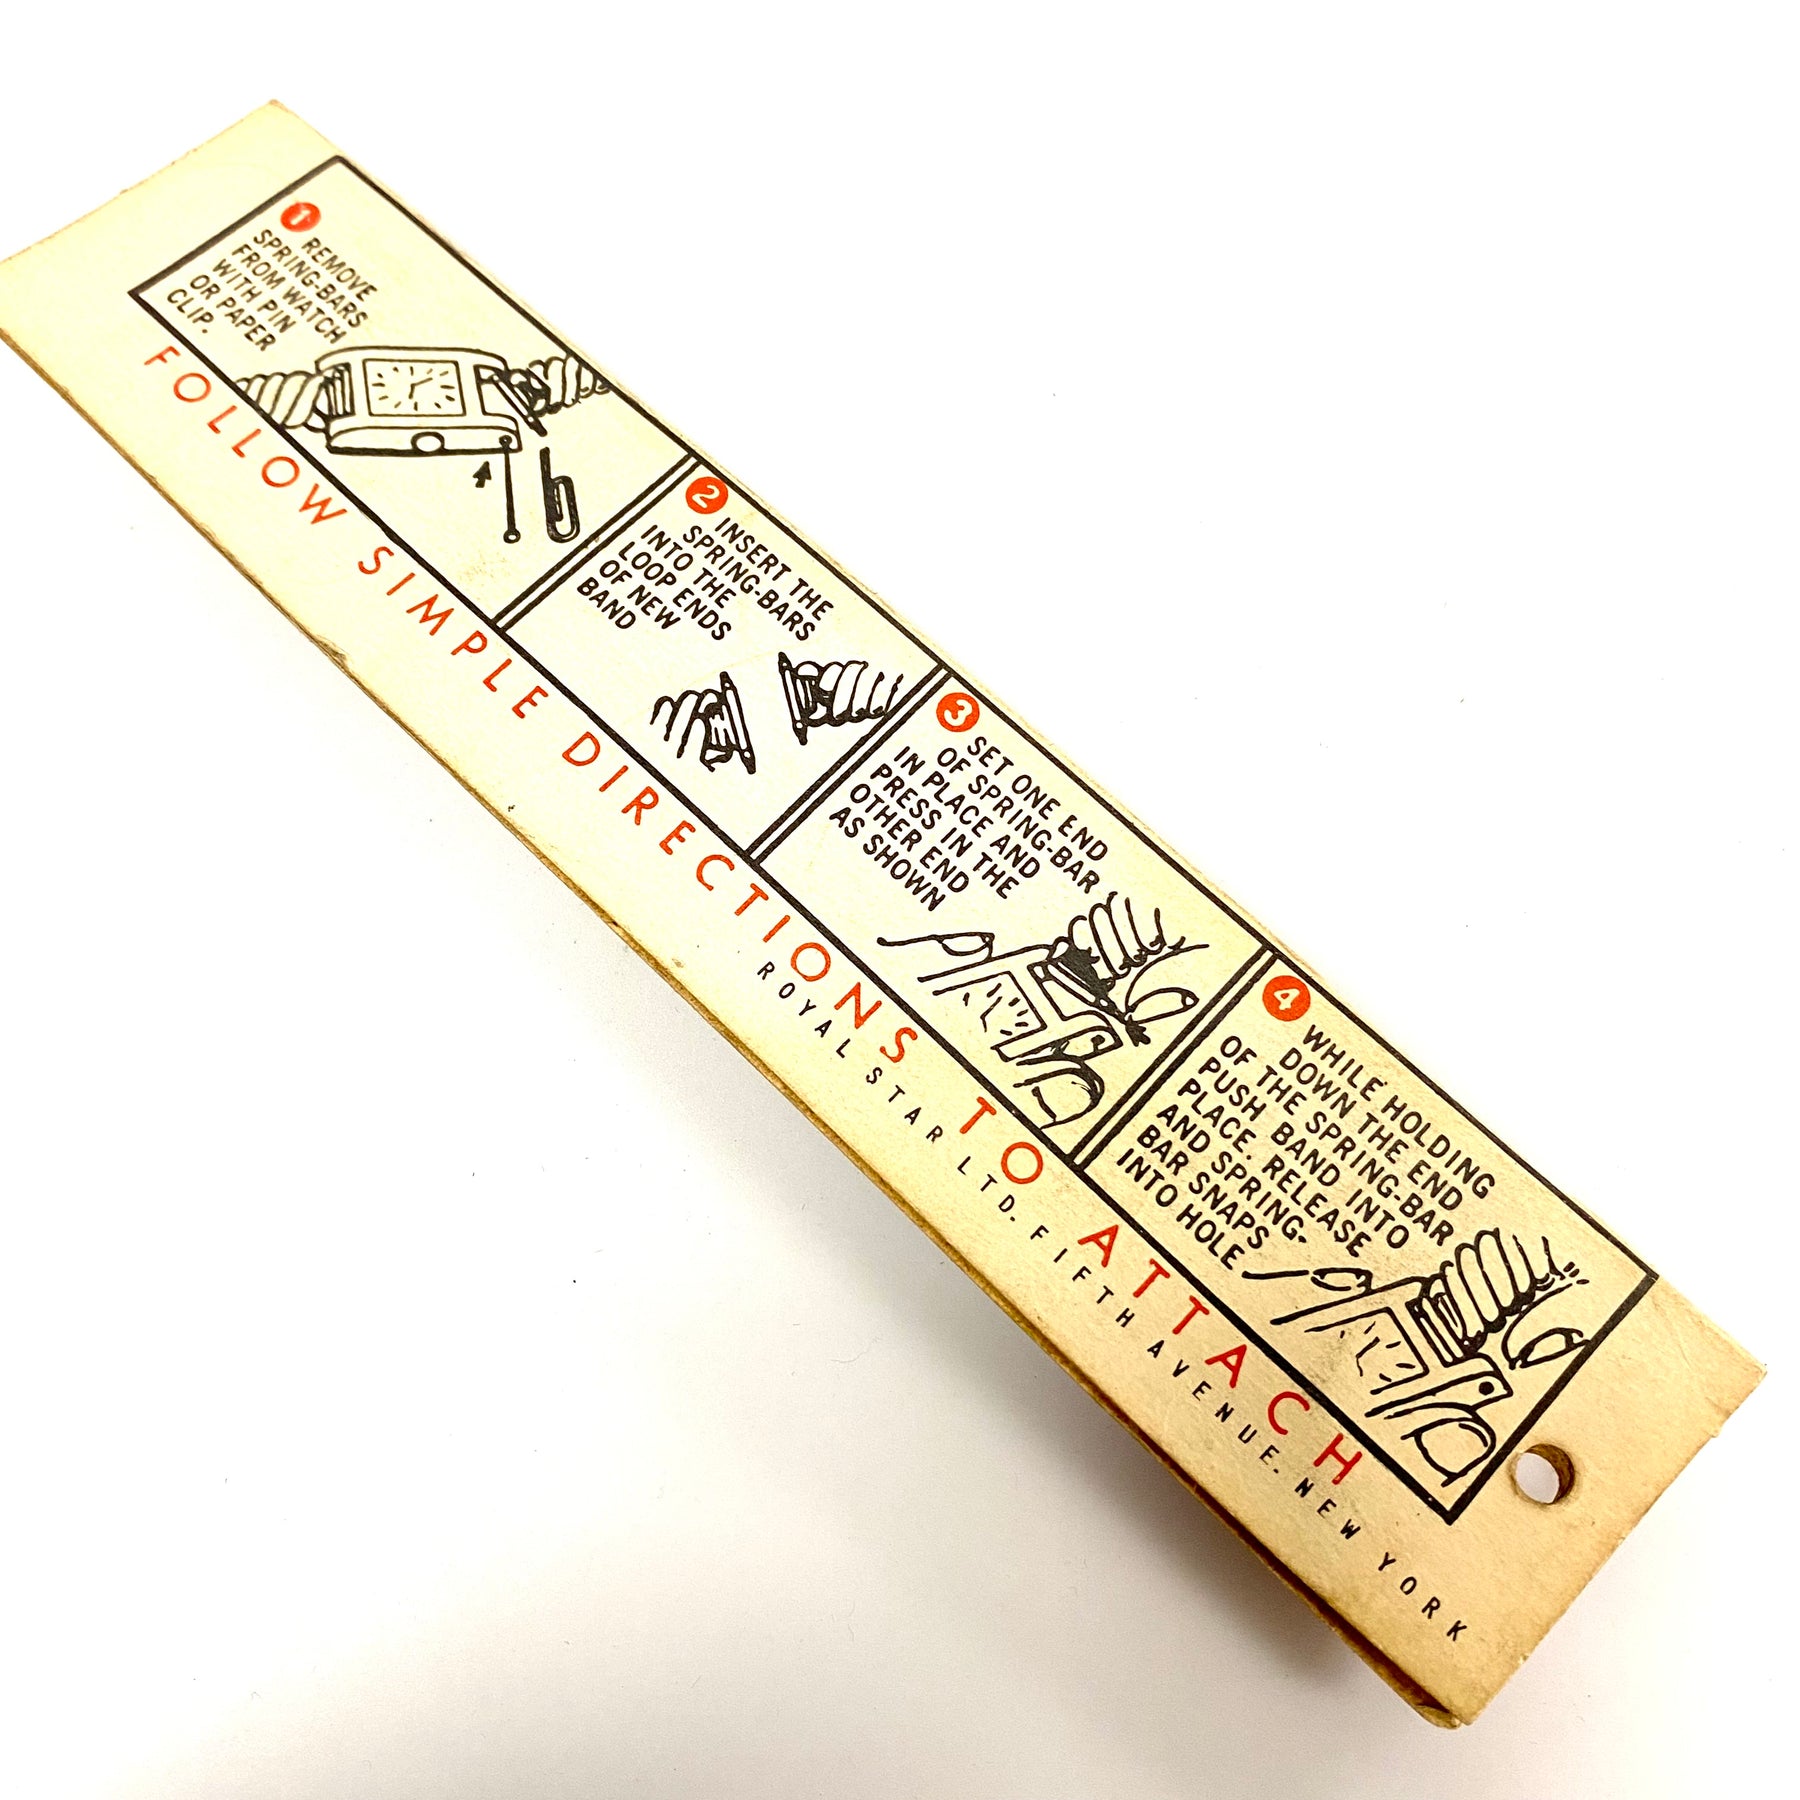 1
REMOVE
SPRING-BARS
FROM WATCH
WITH PIN
OR PAPER
CLIP.
2
INSERT THE
SPRING-BARS
INTO THE
LOOP ENDS
OF NEW
BAND
3
SET ONE END
OF SPRING-BAR
IN PLACE AND
PRESS IN THE
OTHER END
AS SHOWN
4
WHILE HOLDING
DOWN THE END
OF THE SPRING-BAR
PUSH BAND INTO
PLACE. RELEASE
AND SPRING-
BAR SNAPS
INTO HOLE
FOLLOW SIMPLE DIRECTIONS TO ATTACH
ROYAL STAR LTD. FIFTH AVENUE. NEW YORK